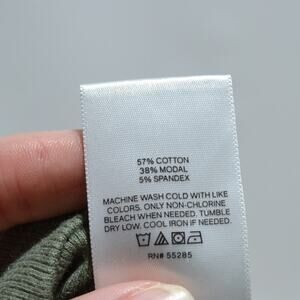 57% COTTON
38% MODAL
5% SPANDEX
MACHINE WASH COLD WITH LIKE
COLORS. ONLY NON-CHLORINE
BLEACH WHEN NEEDED. TUMBLE
DRY LOW. COOL IRON IF NEEDED.
RN# 55285